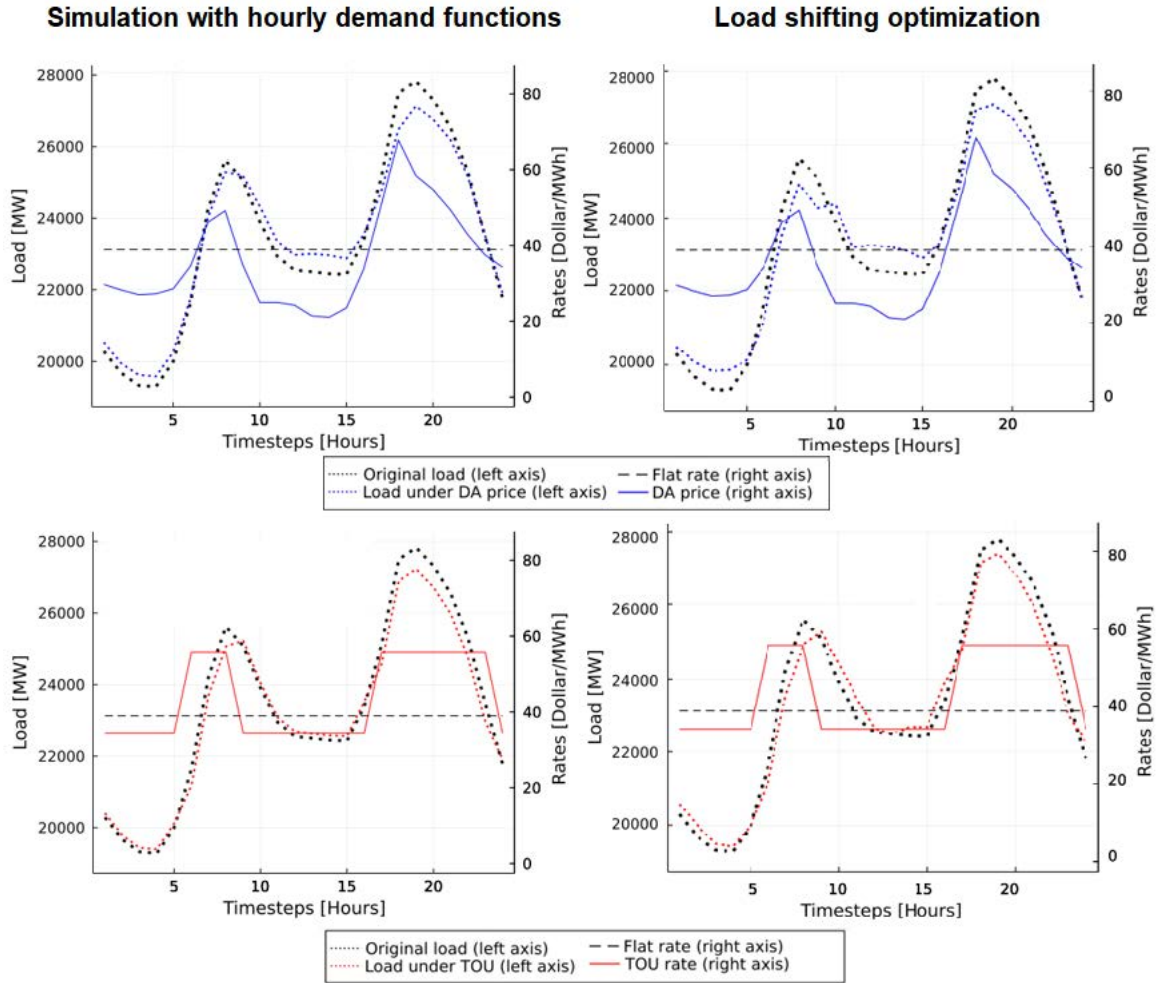 Simulation with hourly demand functions
Load shifting optimization
28000
26000
24000
22000
20000
Load [MW]
80
60
40
20
0
Rates [Dollar/MWh]
5
10
15
20
Timesteps [Hours]
28000
26000
24000
22000
20000
Load [MW]
80
60
40
20
0
Rates [Dollar/MWh]
5
10
15
20
Timesteps [Hours]
Original load (left axis)
Flat rate (right axis)
Load under DA price (left axis)
DA price (right axis)
28000
26000
24000
22000
20000
Load [MW]
80
60
40
20
0
Rates [Dollar/MWh]
5
10
15
20
Timesteps [Hours]
28000
26000
24000
22000
20000
Load [MW]
80
60
40
20
0
Rates [Dollar/MWh]
5
10
15
20
Timesteps [Hours]
Original load (left axis)
Flat rate (right axis)
Load under TOU (left axis)
TOU rate (right axis)